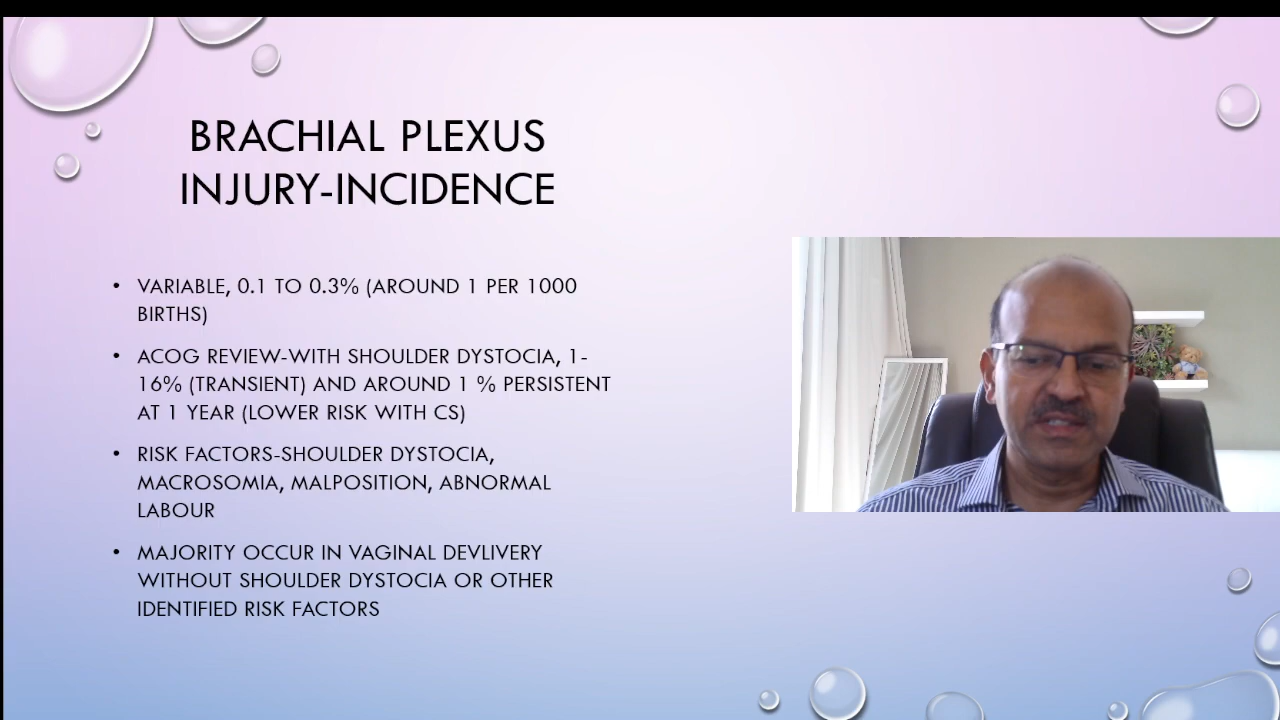 BRACHIAL PLEXUS
INJURY-INCIDENCE
• VARIABLE, 0.1 TO 0.3% (AROUND 1 PER 1000
BIRTHS)
• ACOG REVIEW-WITH SHOULDER DYSTOCIA, 1-
16% (TRANSIENT) AND AROUND 1 % PERSISTENT
AT 1 YEAR (LOWER RISK WITH CS)
• RISK FACTORS-SHOULDER DYSTOCIA,
MACROSOMIA, MALPOSITION, ABNORMAL
LABOUR
• MAJORITY OCCUR IN VAGINAL DEVLIVERY
WITHOUT SHOULDER DYSTOCIA OR OTHER
IDENTIFIED RISK FACTORS